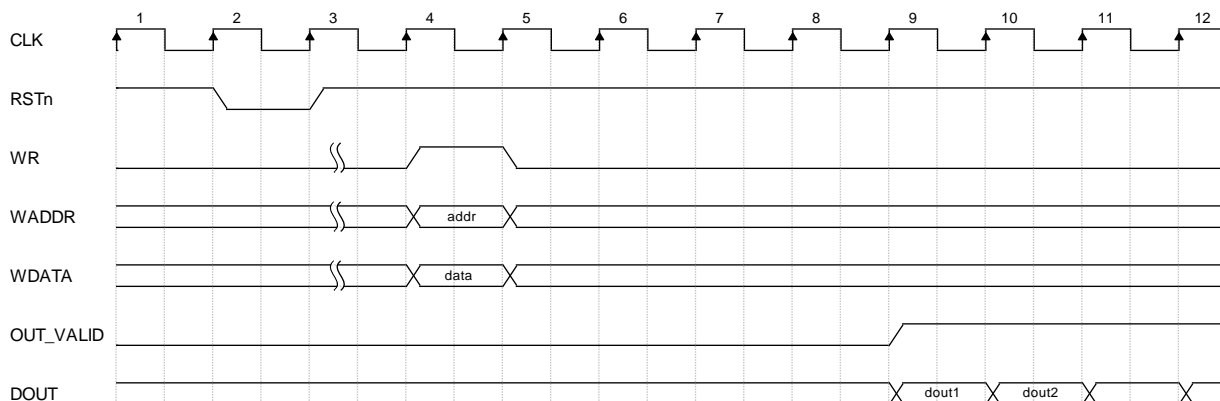 1 2 3 4 5 6 7 8 9 10 11 12
CLK
RSTn
WR
WADDR addr
WDATA data
OUT_VALID
DOUT dout1 dout2